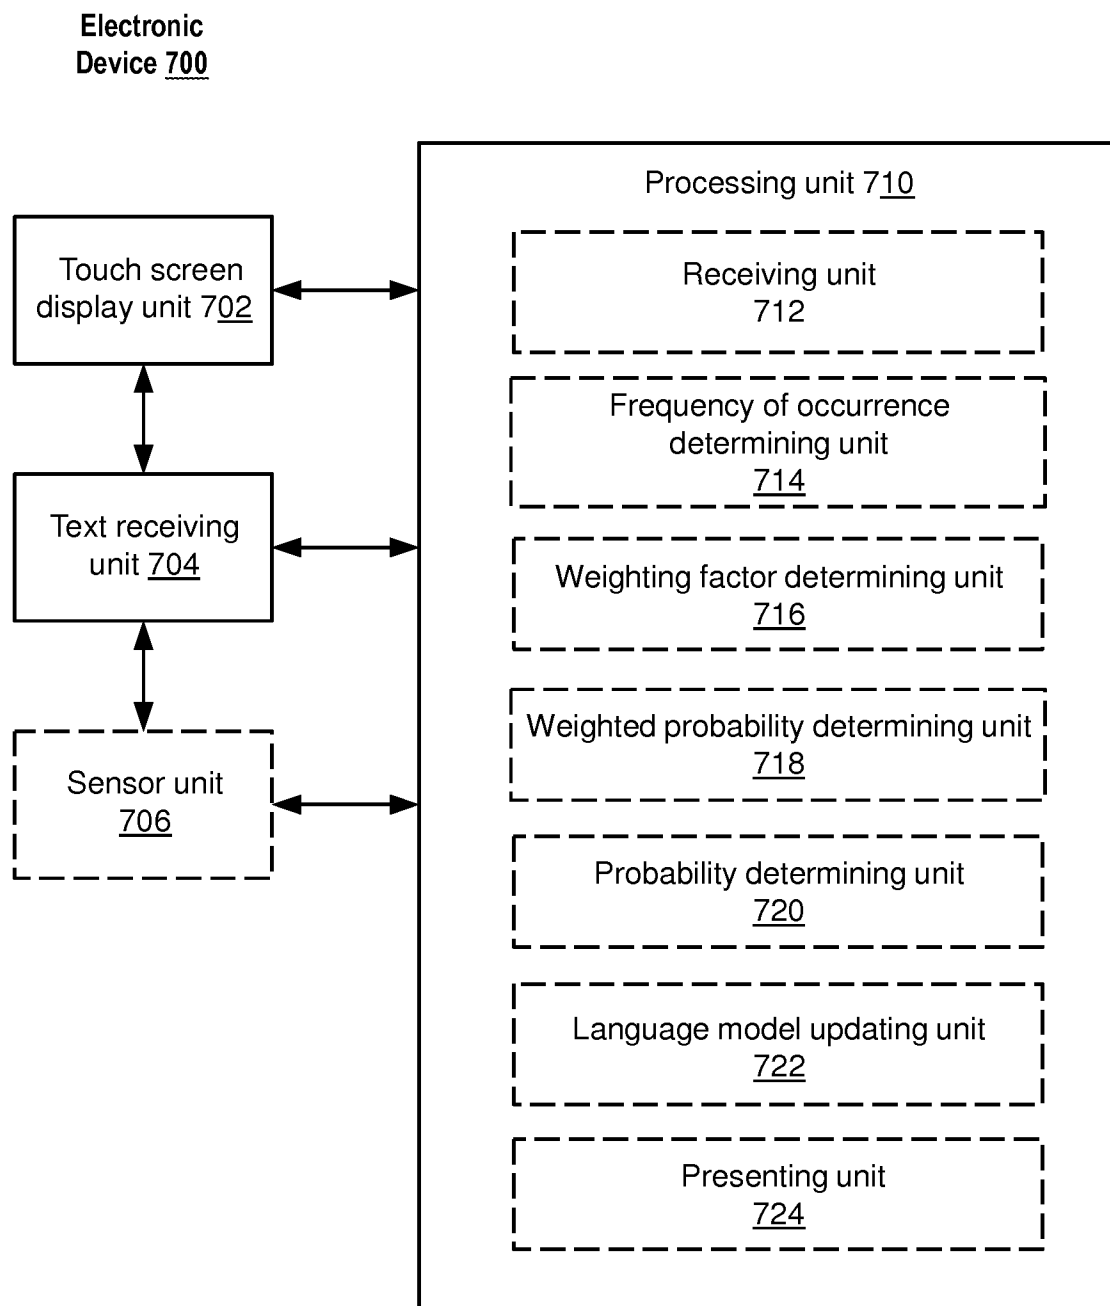 Electronic
Device 700
Processing unit 710
Touch screen
display unit 702
Text receiving
unit 704
Sensor unit
706
Receiving unit
712
Frequency of occurrence
determining unit
714
Weighting factor determining unit
716
Weighted probability determining unit
718
Probability determining unit
720
Language model updating unit
722
Presenting unit
724